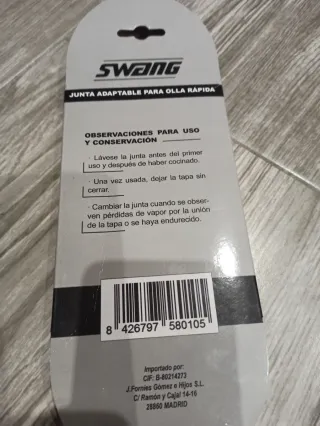 SWANG
JUNTA ADAPTABLE PARA OLLA RÁPIDA
OBSERVACIONES PARA USO
Y CONSERVACIÓN
· Lávese la junta antes del primer
uso y después de haber cocinado.
· Una vez usada, dejar la tapa sin
cerrar.
· Cambiar la junta cuando se obser-
ven pérdidas de vapor por la unión
de la tapa o se haya endurecido.
8 426797 580105
Importado por:
CIF: B-80214273
J.Fornies Gómez e Hijos S.L.
C/ Ramón y Cajal 14-16
28860 MADRID